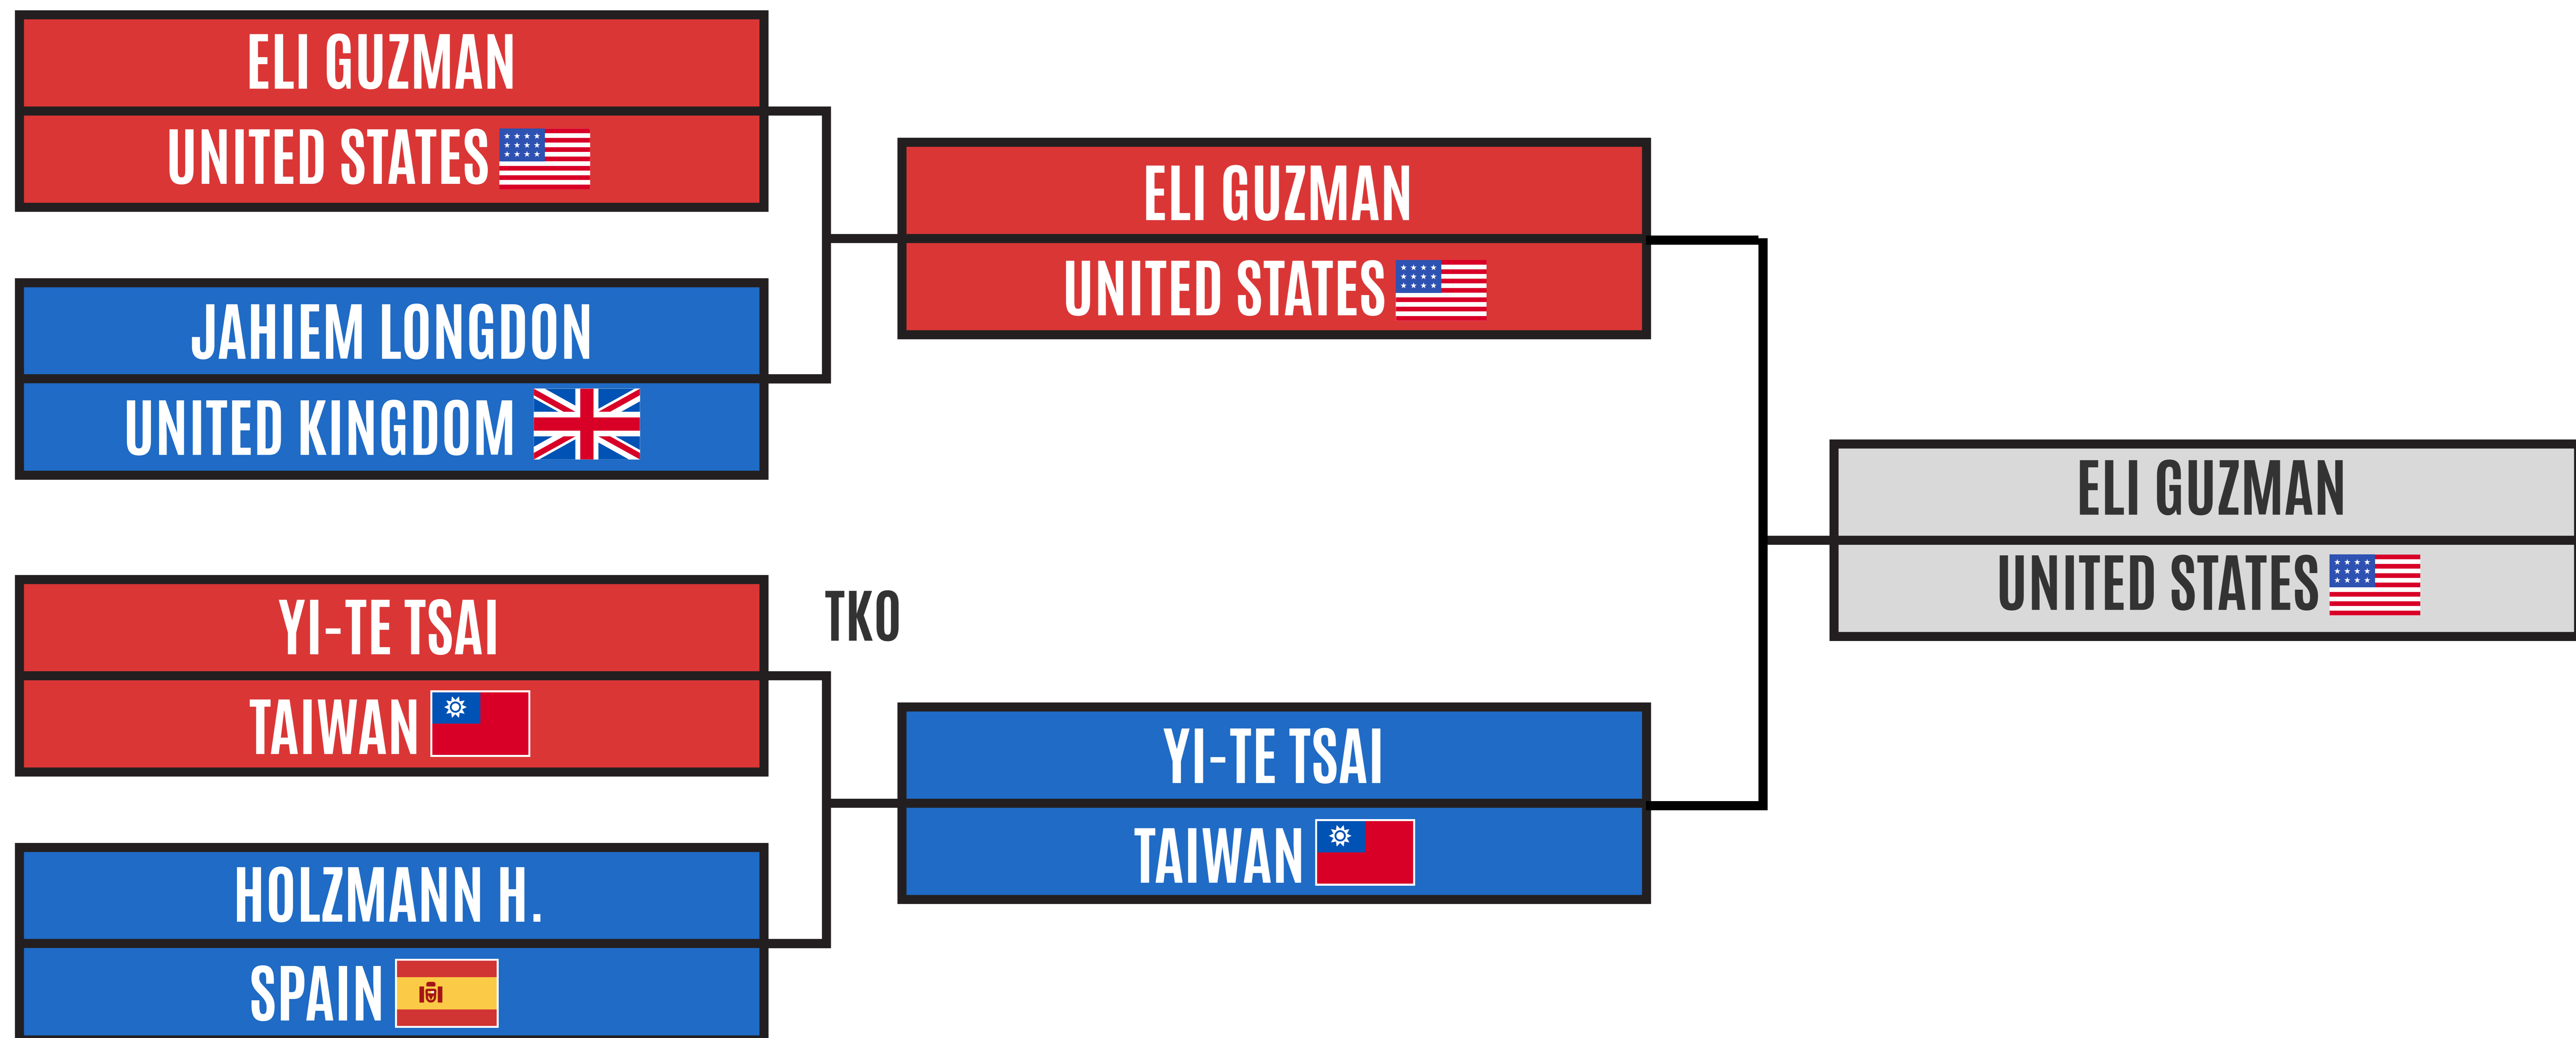 ELI GUZMAN
UNITED STATES
JAHIEM LONGDON
UNITED KINGDOM
YI-TE TSAI
TAIWAN
HOLZMANN H.
SPAIN
TKO
ELI GUZMAN
UNITED STATES
YI-TE TSAI
TAIWAN
ELI GUZMAN
UNITED STATES